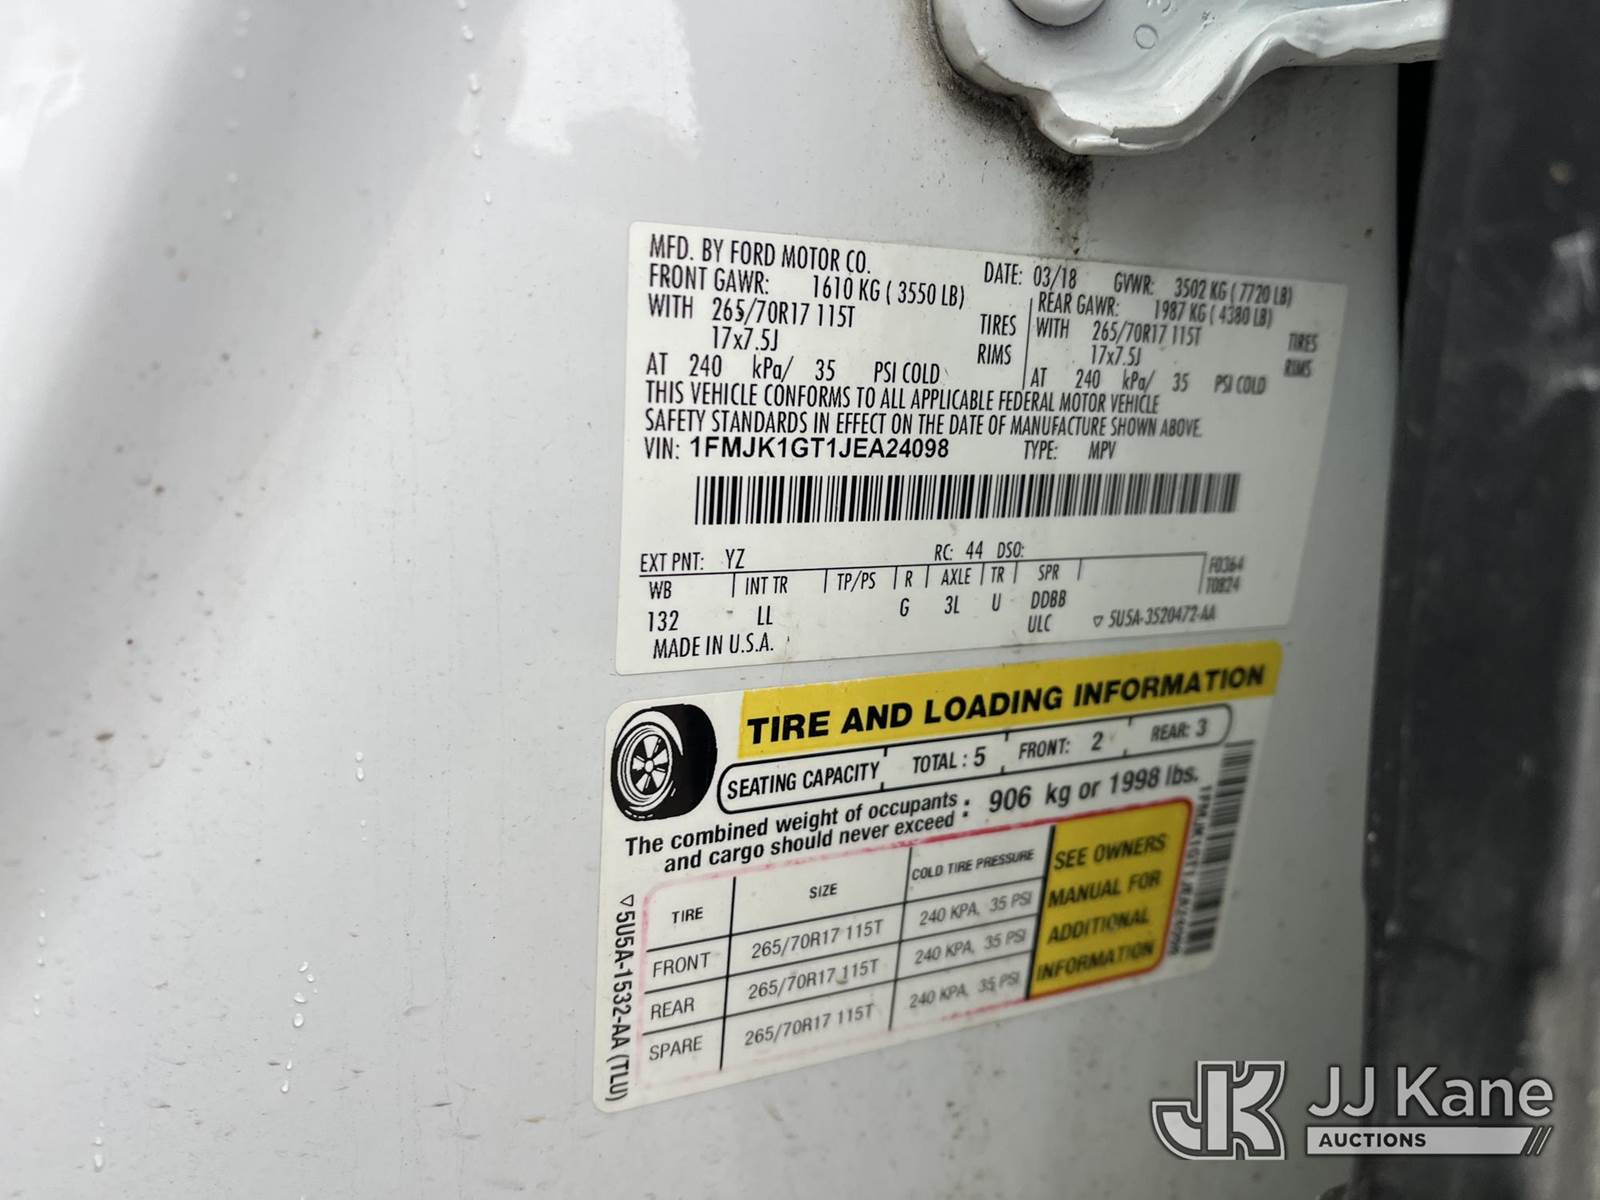 MFD. BY FORD MOTOR CO. DATE: 03/18 GVWR: 3502 KG ( 7720 LB)
FRONT GAWR: 1610 KG ( 3550 LB) REAR GAWR: 1987 KG ( 4380 LB)
WITH 265/70R17 115T TIRES WITH 265/70R17 115T TIRES
17x7.5J RIMS 17x7.5J RIMS
AT 240 kPa/ 35 PSI COLD AT 240 kPa/ 35 PSI COLD
THIS VEHICLE CONFORMS TO ALL APPLICABLE FEDERAL MOTOR VEHICLE
SAFETY STANDARDS IN EFFECT ON THE DATE OF MANUFACTURE SHOWN ABOVE.
VIN: 1FMJK1GT1JEA24098 TYPE: MPV
EXT PNT: YZ RC: 44 DSO:
WB INT TR TP/PS R AXLE TR SPR F0364
T0824
132 LL G 3L U DDBB
ULC ▽ 5U5A-3520472-AA
MADE IN U.S.A.
TIRE AND LOADING INFORMATION
SEATING CAPACITY TOTAL : 5 FRONT: 2 REAR: 3
The combined weight of occupants
and cargo should never exceed : 906 kg or 1998 lbs.
TIRE SIZE COLD TIRE PRESSURE
FRONT 265/70R17 115T 240 KPA, 35 PSI
REAR 265/70R17 115T 240 KPA, 35 PSI
SPARE 265/70R17 115T 240 KPA, 35 PSI
SEE OWNERS
MANUAL FOR
ADDITIONAL
INFORMATION
1FMJK1GT1JEA24098
▽5U5A-1532-AA (TLU)
JK JJ Kane
AUCTIONS